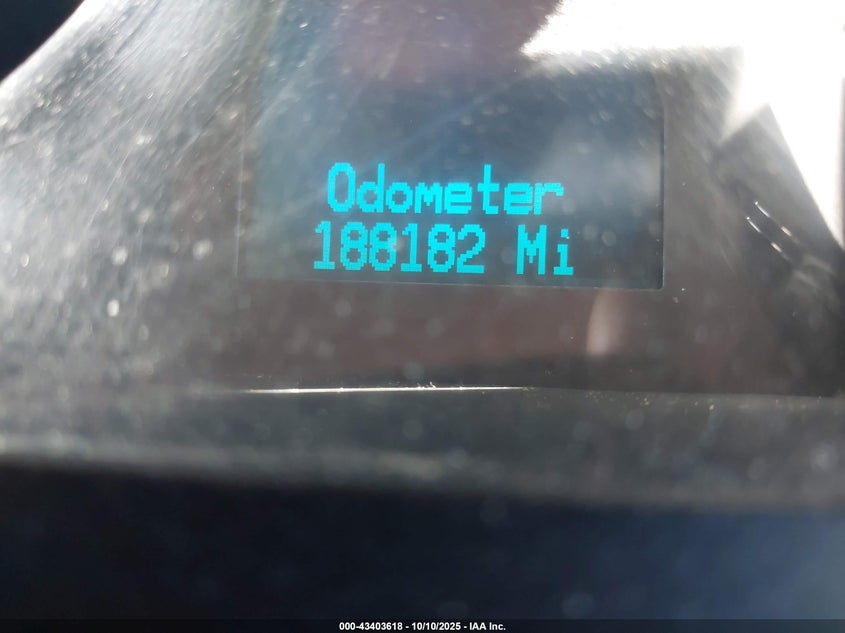 Odometer
188182 Mi
000-43403618 - 10/10/2025 - IAA Inc.